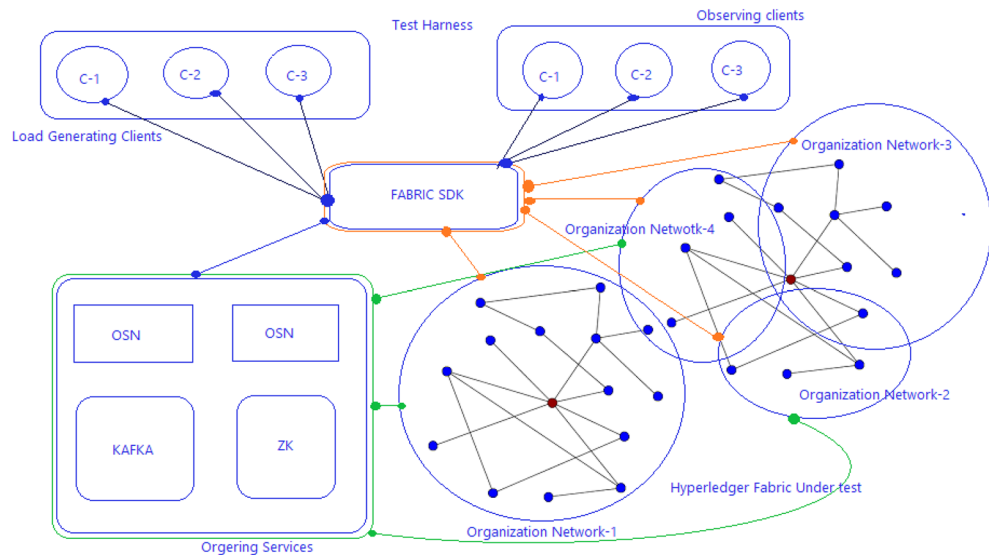 Test Harness
Observing clients
C-1
C-2
C-3
C-1
C-2
C-3
Load Generating Clients
Organization Network-3
FABRIC SDK
Organization Netwotk-4
OSN
OSN
Organization Network-2
KAFKA
ZK
Hyperledger Fabric Under test
Organization Network-1
Orgering Services